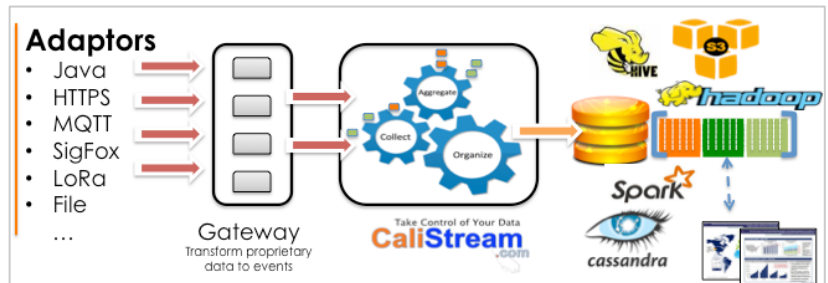 Adaptors
• Java
• HTTPS
• MQTT
• SigFox
• LoRa
• File
...
Gateway
Transform proprietary
data to events
Aggregate
Collect
Organize
Take Control of Your Data
CaliStream
.com
HIVE
S3
hadoop
Spark
cassandra